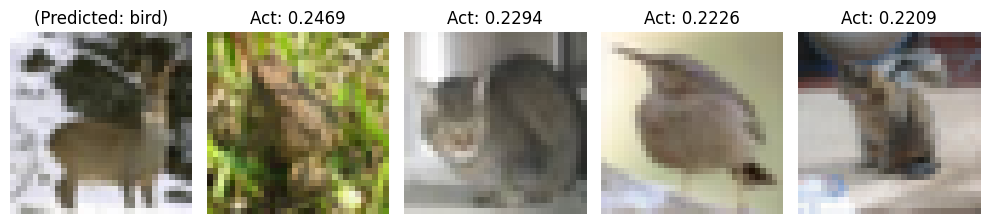 (Predicted: bird)
Act: 0.2469
Act: 0.2294
Act: 0.2226
Act: 0.2209